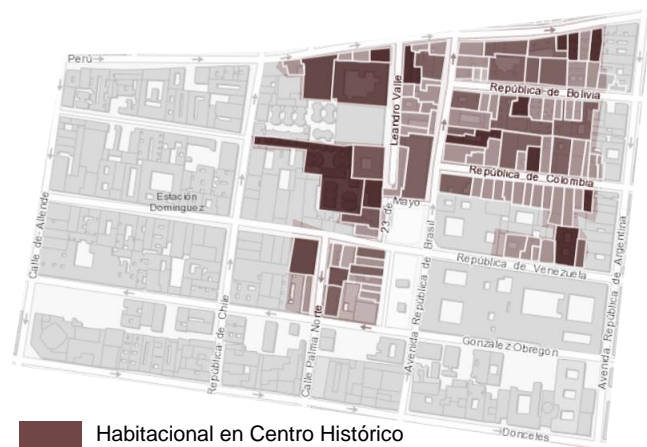 Perú
República de Bolivia
Leandro Valle
República de Colombia
Estación
Domínguez
23 de Mayo
República de Venezuela
Calle de Allende
República de Chile
Calle Palma Norte
Avenida República de Brasil
Avenida República de Argentina
González Obregón
Donceles
Habitacional en Centro Histórico